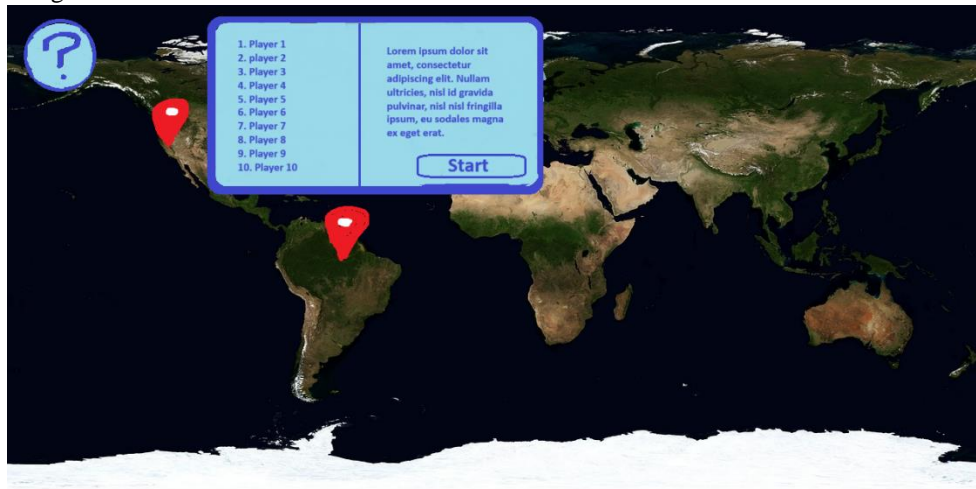 ?
1. Player 1
2. player 2
3. Player 3
4. Player 4
5. Player 5
6. Player 6
7. Player 7
8. Player 8
9. Player 9
10. Player 10
Lorem ipsum dolor sit
amet, consectetur
adipiscing elit. Nullam
ultricies, nisl id gravida
pulvinar, nisl nisl fringilla
ipsum, eu sodales magna
ex eget erat.
Start